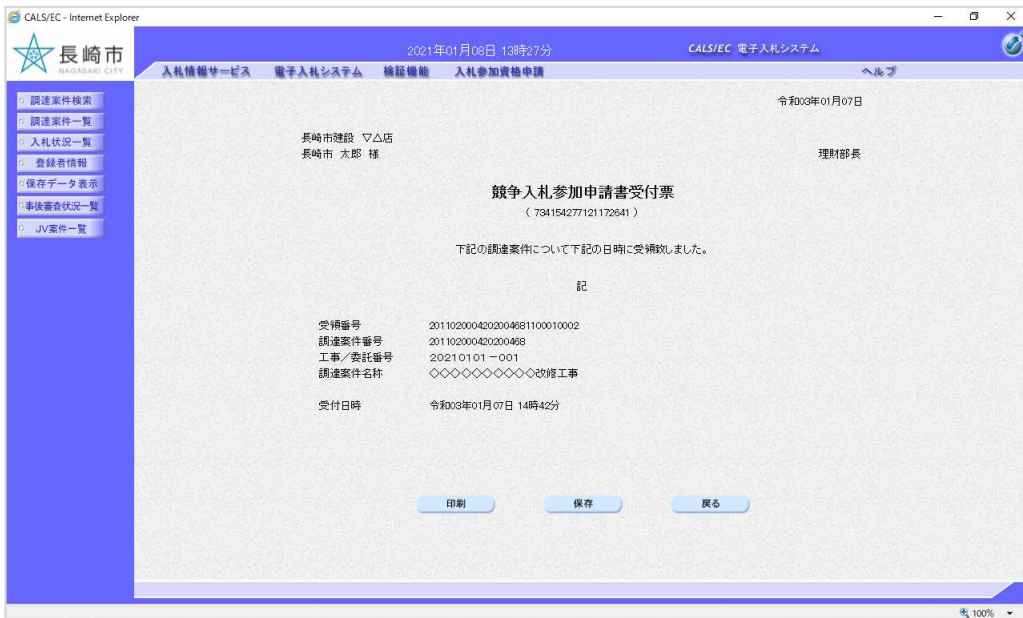 CALS/EC - Internet Explorer
長崎市
NAGASAKI CITY
2021年01月08日 13時27分
CALS/EC 電子入札システム
入札情報サービス 電子入札システム 検証機能 入札参加資格申請 ヘルプ
調達案件検索
調達案件一覧
入札状況一覧
登録者情報
保存データ表示
事後審査状況一覧
JV案件一覧
令和03年01月07日
長崎市建設 ▽△店
長崎市 太郎 様
理財部長
競争入札参加申請書受付票
( 734154277121172641 )
下記の調達案件について下記の日時に受領致しました。
記
受領番号 2011020004202004681100010002
調達案件番号 201102000420200468
工事/委託番号 20210101-001
調達案件名称 ◇◇◇◇◇◇◇◇◇◇改修工事
受付日時 令和03年01月07日 14時42分
印刷 保存 戻る
100%